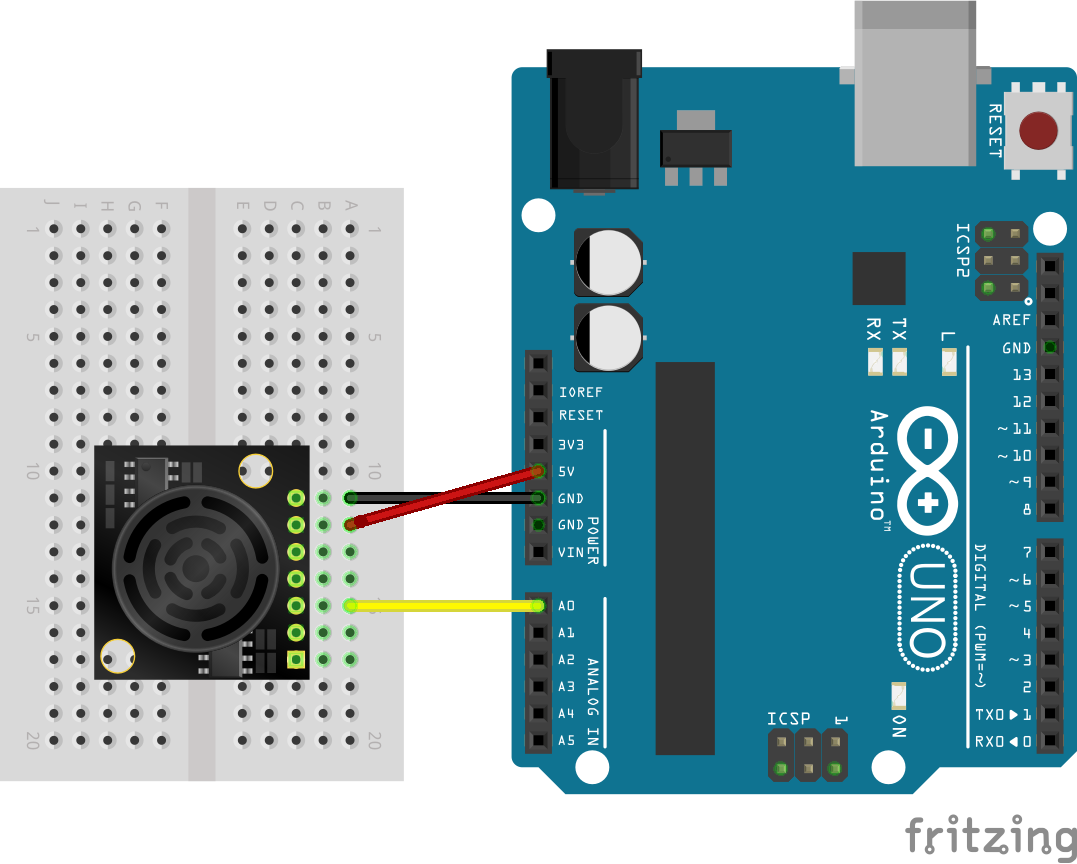 RESET
ICSP2
J I H G F E D C B A
1 1
5 5
10 10
15
20 20
IOREF
RESET
3V3
5V
GND
GND
VIN
POWER
A0
A1
A2
A3
A4
A5
ANALOG IN
RX TX L
Arduino™
UNO
ON
ICSP 1
AREF
GND
13
12
~11
~10
~9
8
7
~6
~5
4
~3
2
TX0▶1
RX0◀0
DIGITAL (PWM=~)
fritzing